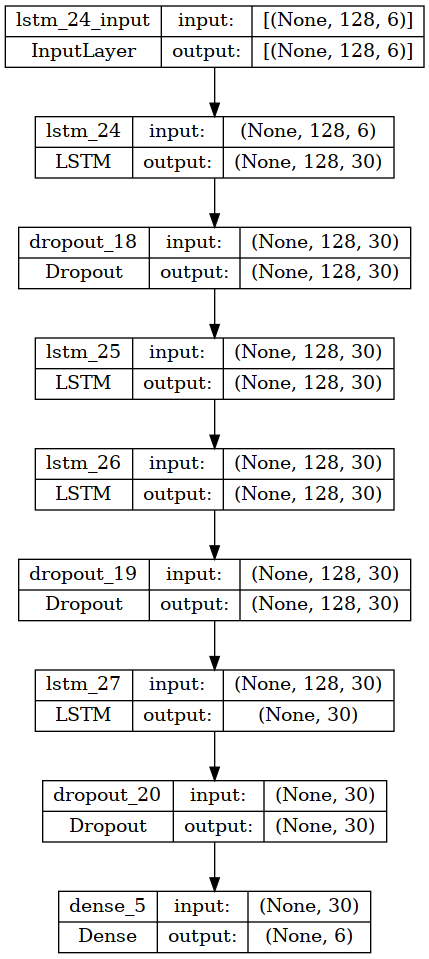 lstm_24_input input: [(None, 128, 6)]
InputLayer output: [(None, 128, 6)]
lstm_24 input: (None, 128, 6)
LSTM output: (None, 128, 30)
dropout_18 input: (None, 128, 30)
Dropout output: (None, 128, 30)
lstm_25 input: (None, 128, 30)
LSTM output: (None, 128, 30)
lstm_26 input: (None, 128, 30)
LSTM output: (None, 128, 30)
dropout_19 input: (None, 128, 30)
Dropout output: (None, 128, 30)
lstm_27 input: (None, 128, 30)
LSTM output: (None, 30)
dropout_20 input: (None, 30)
Dropout output: (None, 30)
dense_5 input: (None, 30)
Dense output: (None, 6)